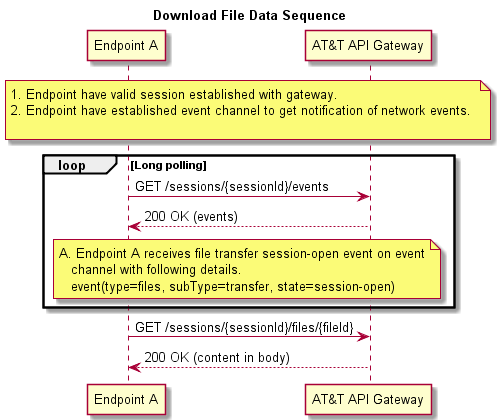 Download File Data Sequence
Endpoint A
AT&T API Gateway
1. Endpoint have valid session established with gateway.
2. Endpoint have established event channel to get notification of network events.
loop
[Long polling]
GET /sessions/{sessionId}/events
200 OK (events)
A. Endpoint A receives file transfer session-open event on event
channel with following details.
event(type=files, subType=transfer, state=session-open)
GET /sessions/{sessionId}/files/{fileId}
200 OK (content in body)
Endpoint A
AT&T API Gateway